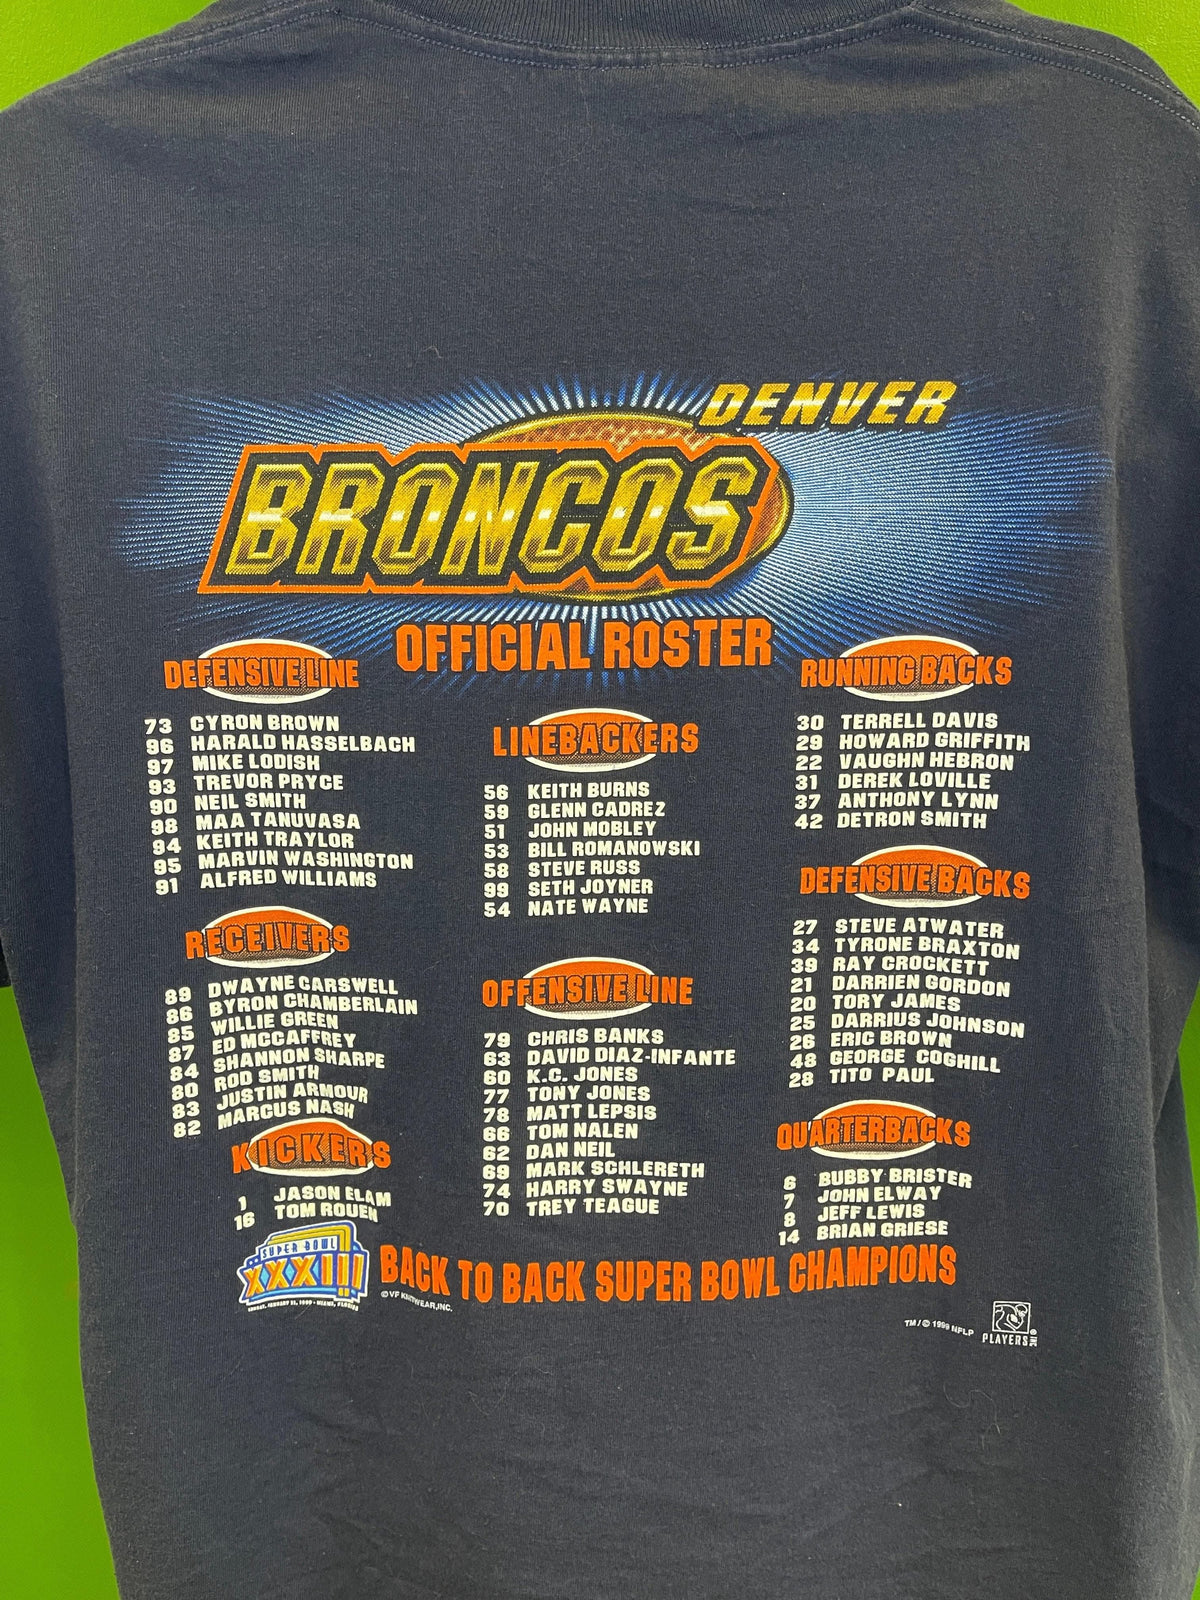 DENVER
BRONCOS
OFFICIAL ROSTER
DEFENSIVE LINE
73 CYRON BROWN
96 HARALD HASSELBACH
97 MIKE LODISH
93 TREVOR PRYCE
90 NEIL SMITH
98 MAA TANUVASA
94 KEITH TRAYLOR
95 MARVIN WASHINGTON
91 ALFRED WILLIAMS
RECEIVERS
89 DWAYNE CARSWELL
86 BYRON CHAMBERLAIN
85 WILLIE GREEN
87 ED MCCAFFREY
84 SHANNON SHARPE
80 ROD SMITH
83 JUSTIN ARMOUR
82 MARCUS NASH
KICKERS
1 JASON ELAM
16 TOM ROUEN
LINEBACKERS
56 KEITH BURNS
59 GLENN CADREZ
51 JOHN MOBLEY
53 BILL ROMANOWSKI
58 STEVE RUSS
99 SETH JOYNER
54 NATE WAYNE
OFFENSIVE LINE
79 CHRIS BANKS
63 DAVID DIAZ-INFANTE
60 K.C. JONES
77 TONY JONES
78 MATT LEPSIS
66 TOM NALEN
62 DAN NEIL
69 MARK SCHLERETH
74 HARRY SWAYNE
70 TREY TEAGUE
RUNNING BACKS
30 TERRELL DAVIS
29 HOWARD GRIFFITH
22 VAUGHN HEBRON
31 DEREK LOVILLE
37 ANTHONY LYNN
42 DETRON SMITH
DEFENSIVE BACKS
27 STEVE ATWATER
34 TYRONE BRAXTON
39 RAY CROCKETT
21 DARRIEN GORDON
20 TORY JAMES
25 DARRIUS JOHNSON
26 ERIC BROWN
48 GEORGE COGHILL
28 TITO PAUL
QUARTERBACKS
6 BUBBY BRISTER
7 JOHN ELWAY
8 JEFF LEWIS
14 BRIAN GRIESE
SUPER BOWL
XXXIII
SUNDAY, JANUARY 31, 1999 - MIAMI, FLORIDA
BACK TO BACK SUPER BOWL CHAMPIONS
© VF KNITWEAR, INC.
TM/© 1999 NFLP
PLAYERS INC